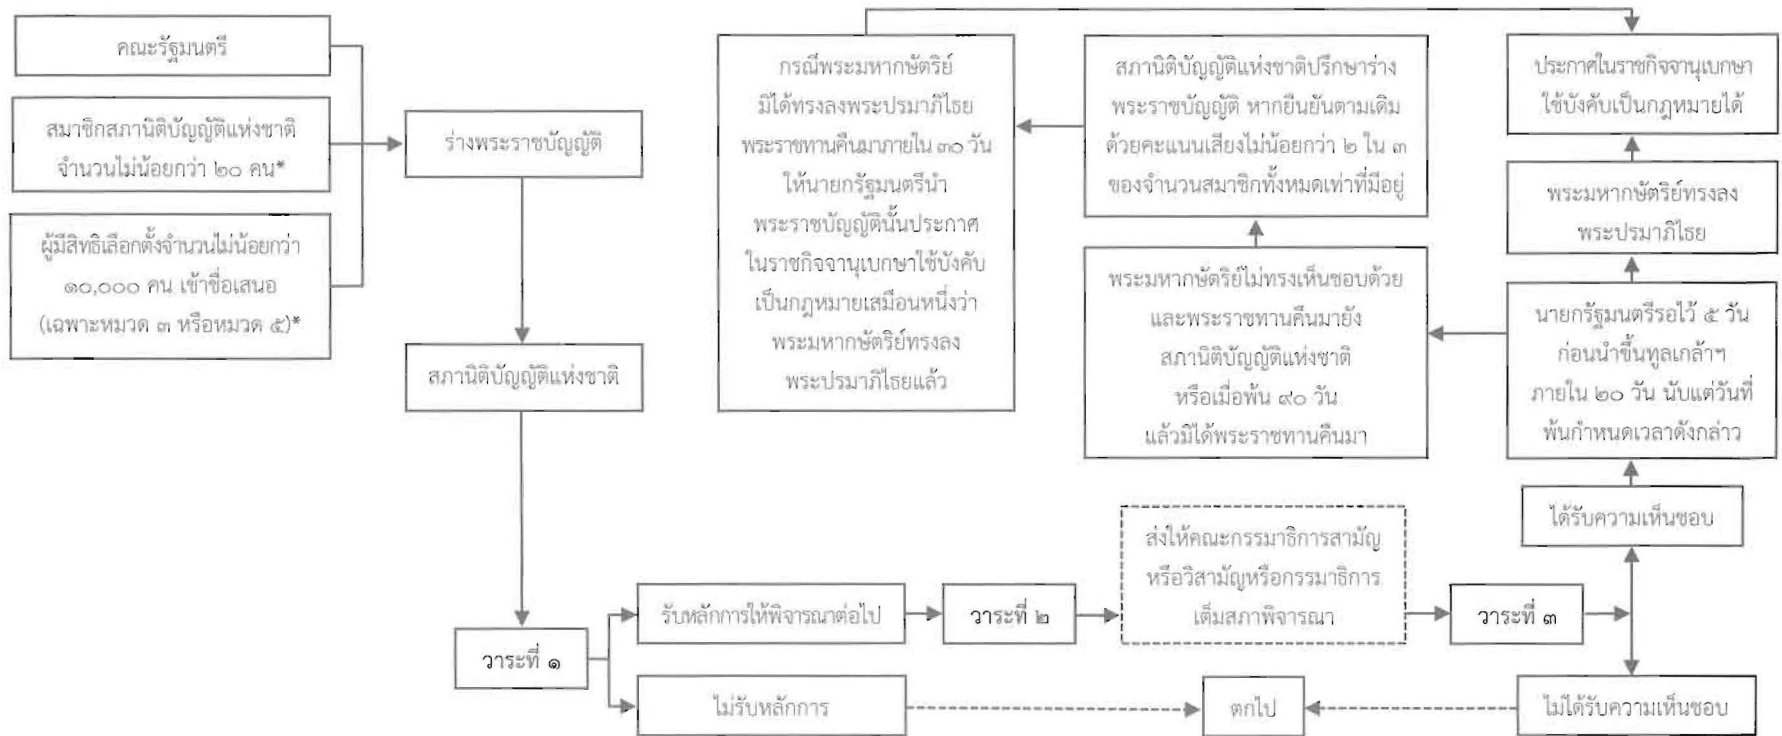 คณะรัฐมนตรี
สมาชิกสภานิติบัญญัติแห่งชาติ
จำนวนไม่น้อยกว่า ๒๐ คน*
ผู้มีสิทธิเลือกตั้งจำนวนไม่น้อยกว่า
๑๐,๐๐๐ คน เข้าชื่อเสนอ
(เฉพาะหมวด ๓ หรือหมวด ๕)*
ร่างพระราชบัญญัติ
สภานิติบัญญัติแห่งชาติ
วาระที่ ๑
รับหลักการให้พิจารณาต่อไป
ไม่รับหลักการ
วาระที่ ๒
ส่งให้คณะกรรมาธิการสามัญ
หรือวิสามัญหรือกรรมาธิการ
เต็มสภาพิจารณา
วาระที่ ๓
ตกไป
ไม่ได้รับความเห็นชอบ
ได้รับความเห็นชอบ
นายกรัฐมนตรีรอไว้ ๕ วัน
ก่อนนำขึ้นทูลเกล้าฯ
ภายใน ๒๐ วัน นับแต่วันที่
พ้นกำหนดเวลาดังกล่าว
พระมหากษัตริย์ทรงลง
พระปรมาภิไธย
ประกาศในราชกิจจานุเบกษา
ใช้บังคับเป็นกฎหมายได้
พระมหากษัตริย์ไม่ทรงเห็นชอบด้วย
และพระราชทานคืนมายัง
สภานิติบัญญัติแห่งชาติ
หรือเมื่อพ้น ๙๐ วัน
แล้วมิได้พระราชทานคืนมา
สภานิติบัญญัติแห่งชาติปรึกษาร่าง
พระราชบัญญัติ หากยืนยันตามเดิม
ด้วยคะแนนเสียงไม่น้อยกว่า ๒ ใน ๓
ของจำนวนสมาชิกทั้งหมดเท่าที่มีอยู่
กรณีพระมหากษัตริย์
มิได้ทรงลงพระปรมาภิไธย
พระราชทานคืนมาภายใน ๓๐ วัน
ให้นายกรัฐมนตรีนำ
พระราชบัญญัตินั้นประกาศ
ในราชกิจจานุเบกษาใช้บังคับ
เป็นกฎหมายเสมือนหนึ่งว่า
พระมหากษัตริย์ทรงลง
พระปรมาภิไธยแล้ว